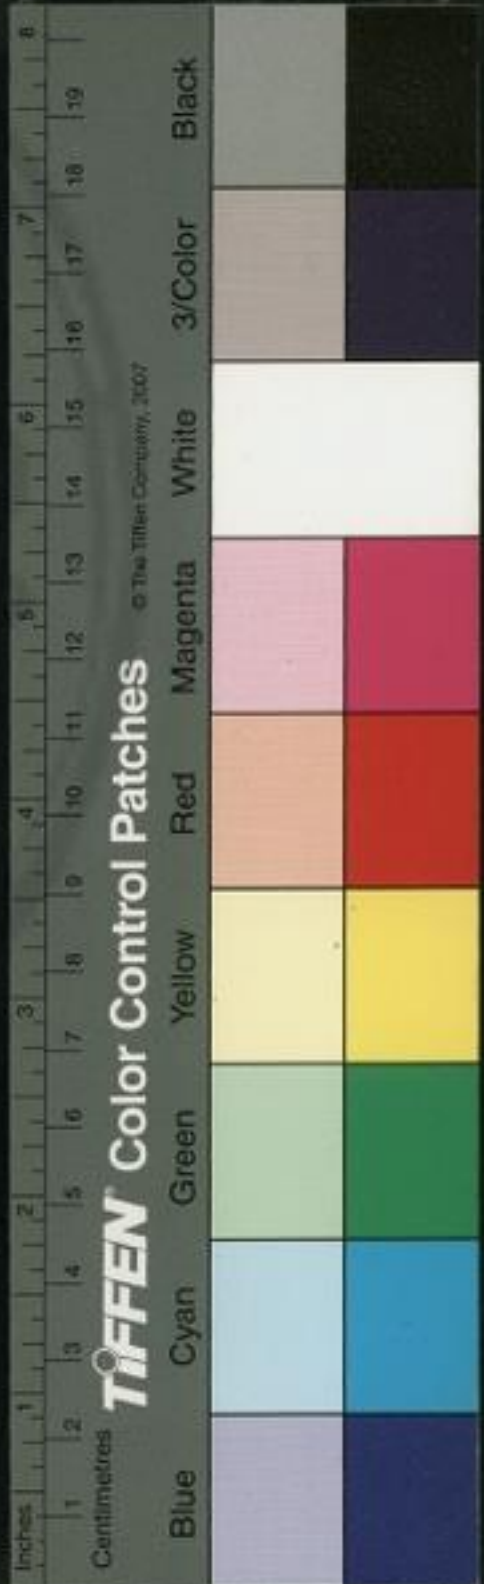 Inches 1 2 3 4 5 6 7 8
1 2 3 4 5 6 7 8 9 10 11 12 13 14 15 16 17 18 19
Centimetres
TIFFEN® Color Control Patches
© The Tiffen Company, 2007
Blue Cyan Green Yellow Red Magenta White 3/Color Black